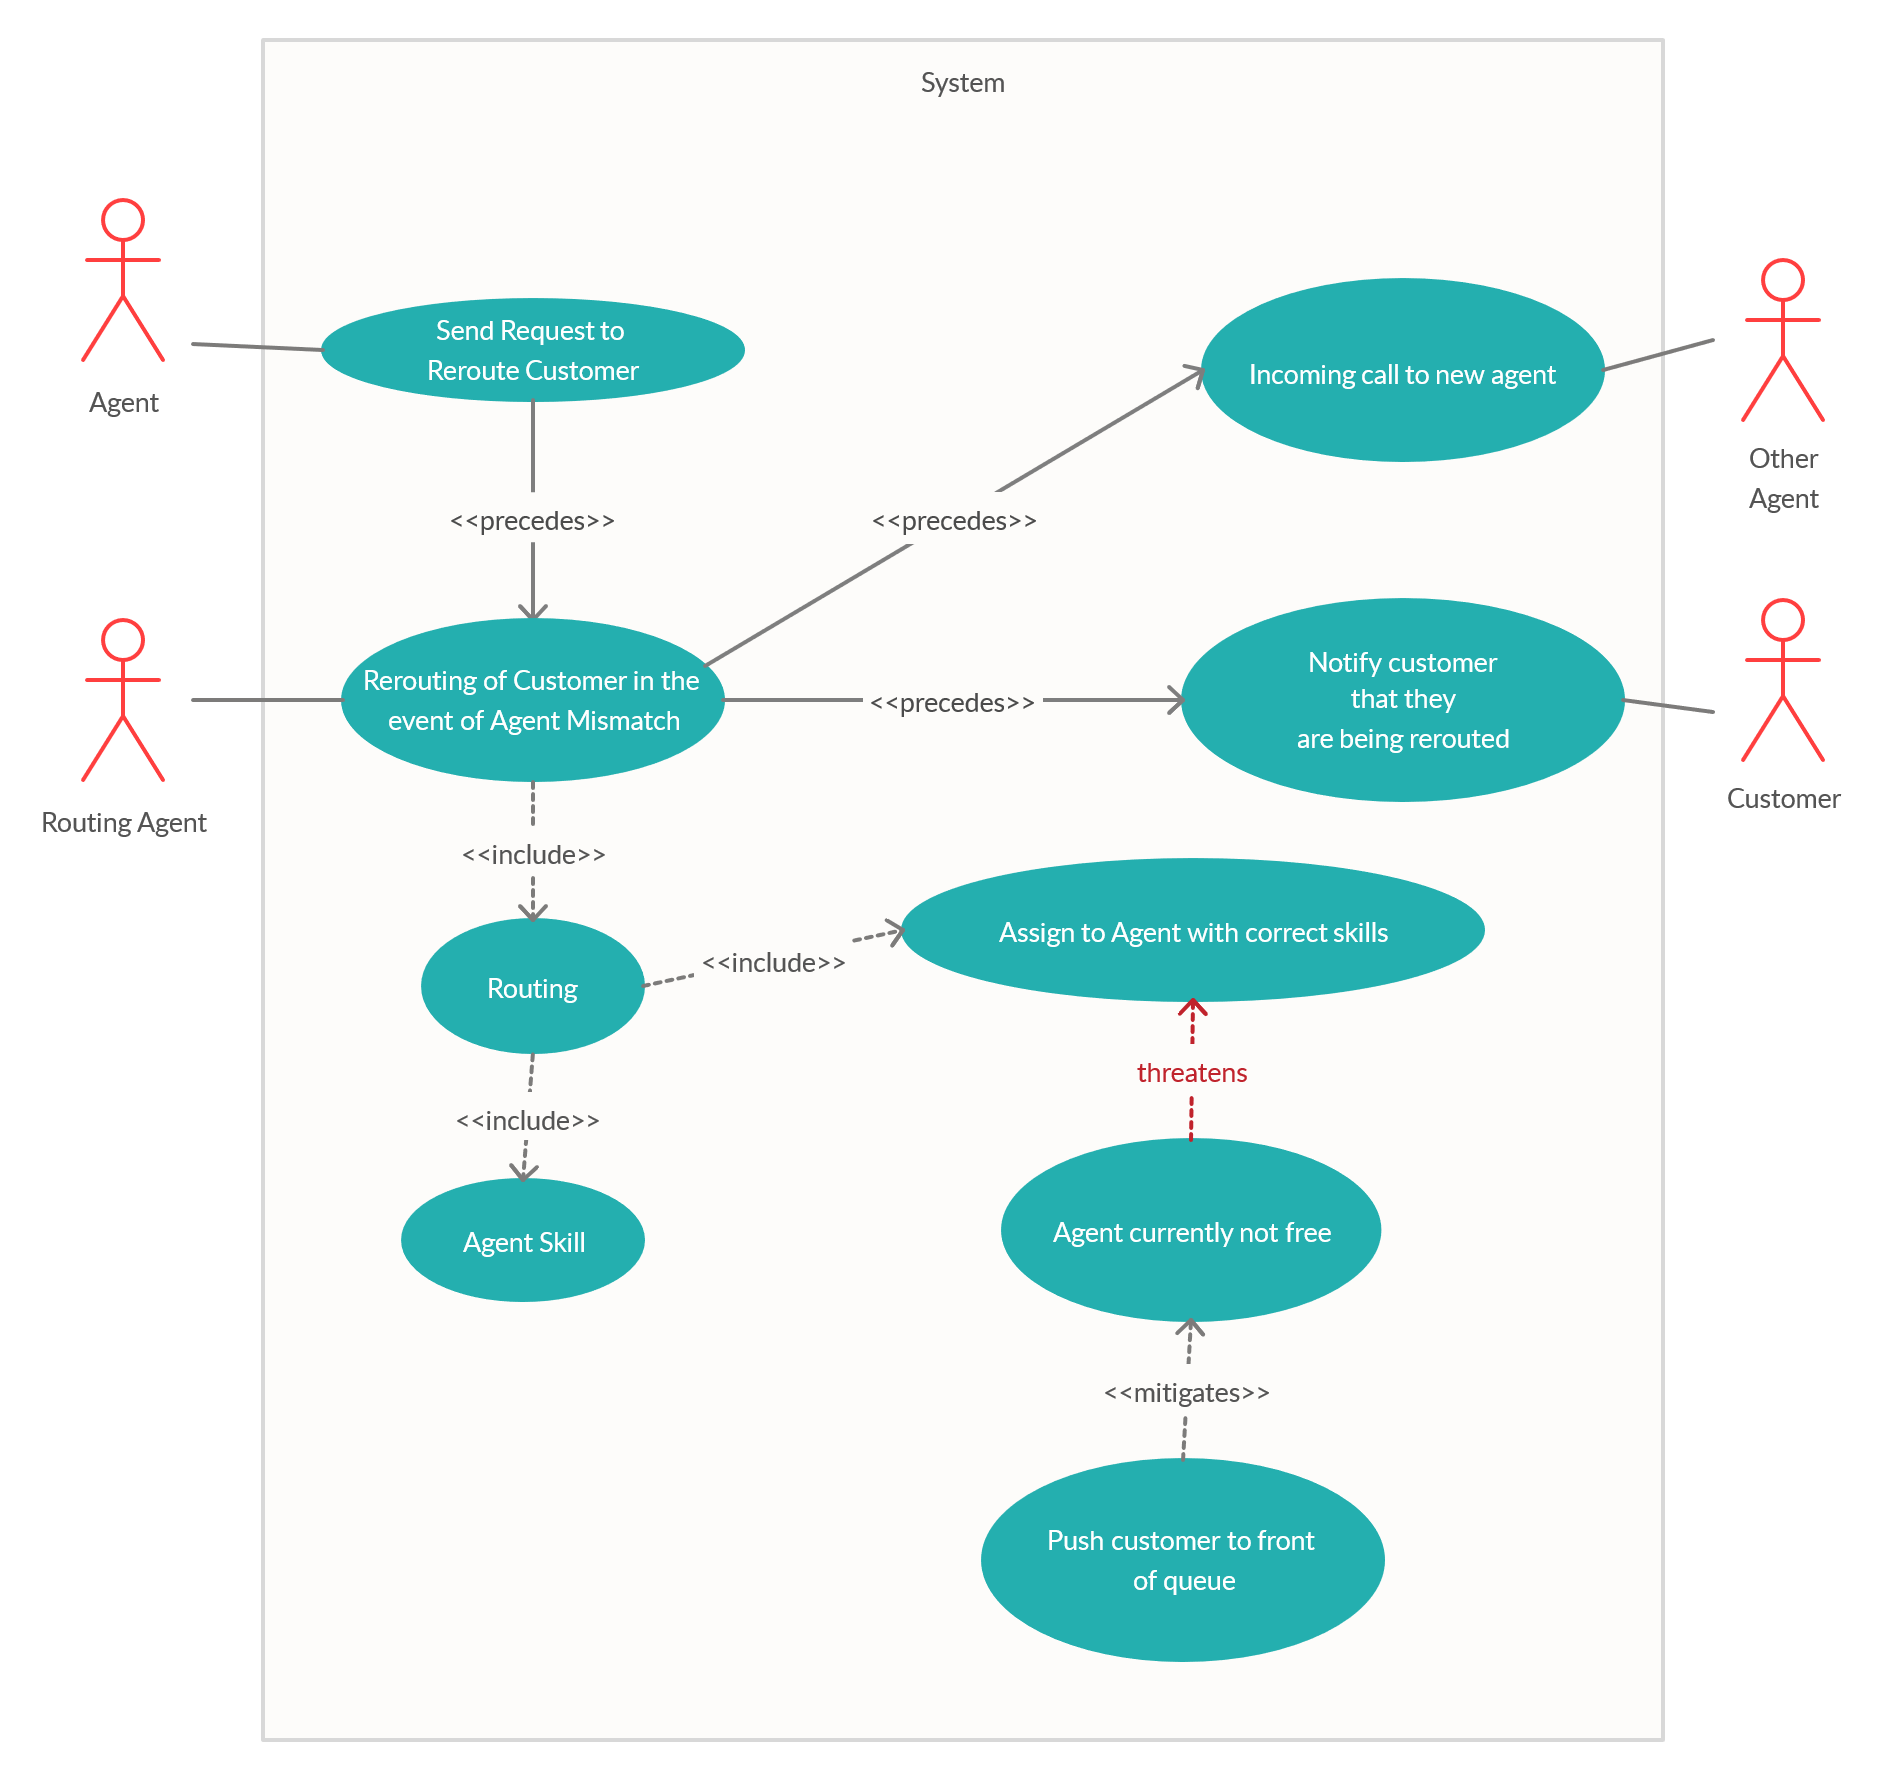 System
Agent
Send Request to
Reroute Customer
Incoming call to new agent
Other
Agent
<<precedes>>
<<precedes>>
Routing Agent
Rerouting of Customer in the
event of Agent Mismatch
<<precedes>>
Notify customer
that they
are being rerouted
Customer
<<include>>
Routing
<<include>>
Assign to Agent with correct skills
<<include>>
threatens
Agent Skill
Agent currently not free
<<mitigates>>
Push customer to front
of queue